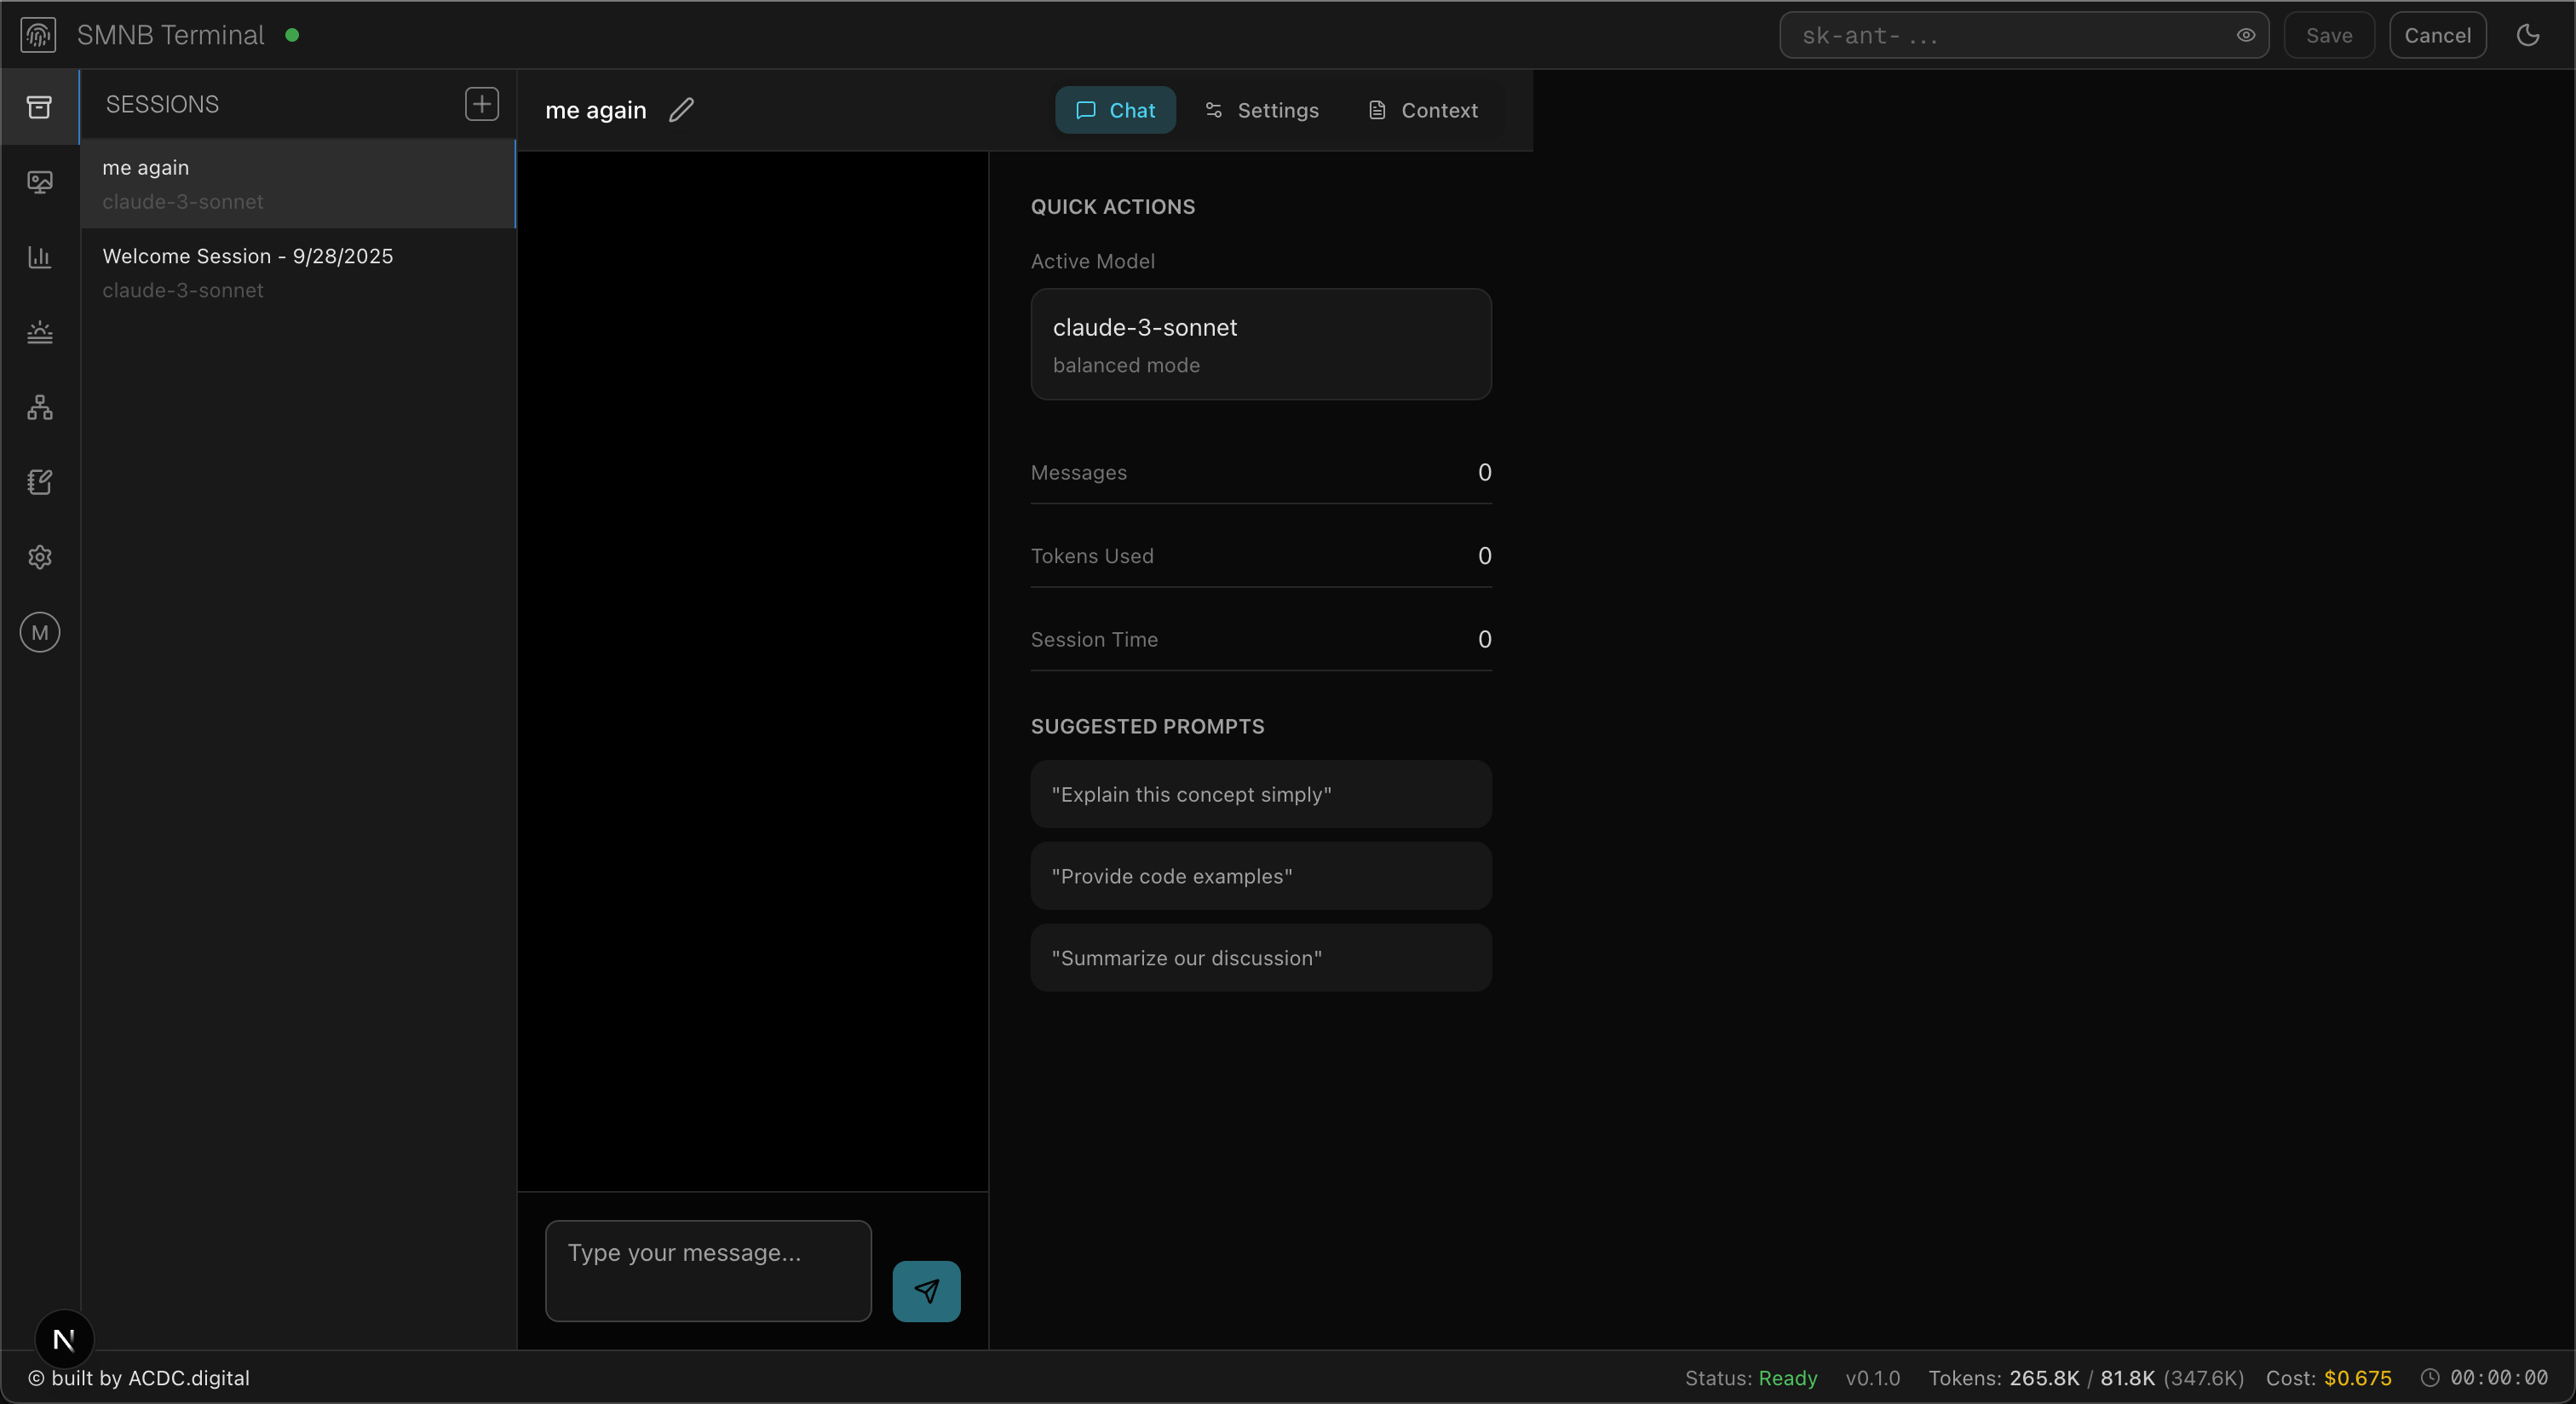 SMNB Terminal
sk-ant- ...
Save
Cancel
SESSIONS
me again
claude-3-sonnet
Welcome Session - 9/28/2025
claude-3-sonnet
M
N
me again
Chat
Settings
Context
Type your message...
QUICK ACTIONS
Active Model
claude-3-sonnet
balanced mode
Messages 0
Tokens Used 0
Session Time 0
SUGGESTED PROMPTS
"Explain this concept simply"
"Provide code examples"
"Summarize our discussion"
© built by ACDC.digital
Status: Ready v0.1.0 Tokens: 265.8K / 81.8K (347.6K) Cost: $0.675 00:00:00